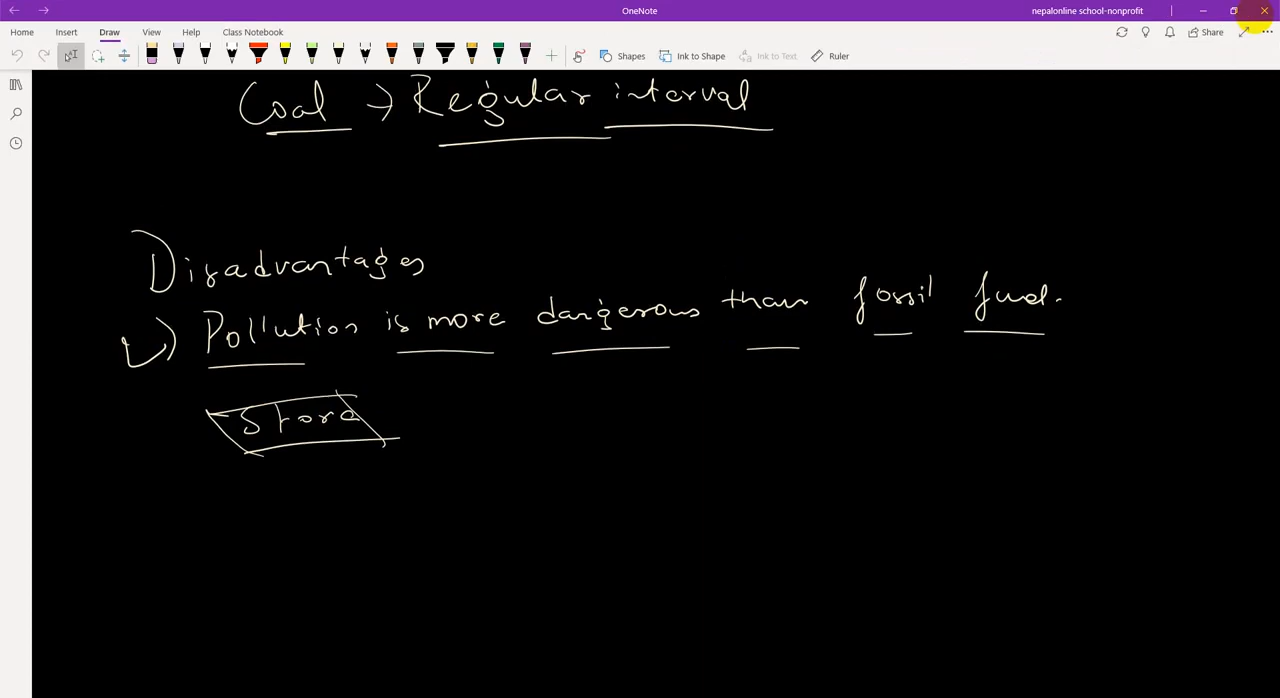 OneNote
nepalonline school-nonprofit
Home Insert Draw View Help Class Notebook
Share
Shapes Ink to Shape Ink to Text Ruler
Coal → Regular interval
Disadvantages
Pollution is more dangerous than fossil fuel.
Store